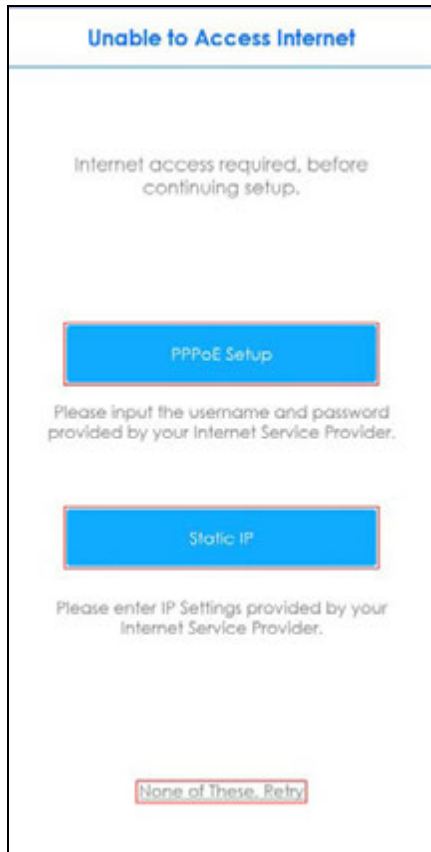 Unable to Access Internet
Internet access required, before
continuing setup.
PPPoE Setup
Please input the username and password
provided by your Internet Service Provider.
Static IP
Please enter IP Settings provided by your
Internet Service Provider.
None of These, Retry